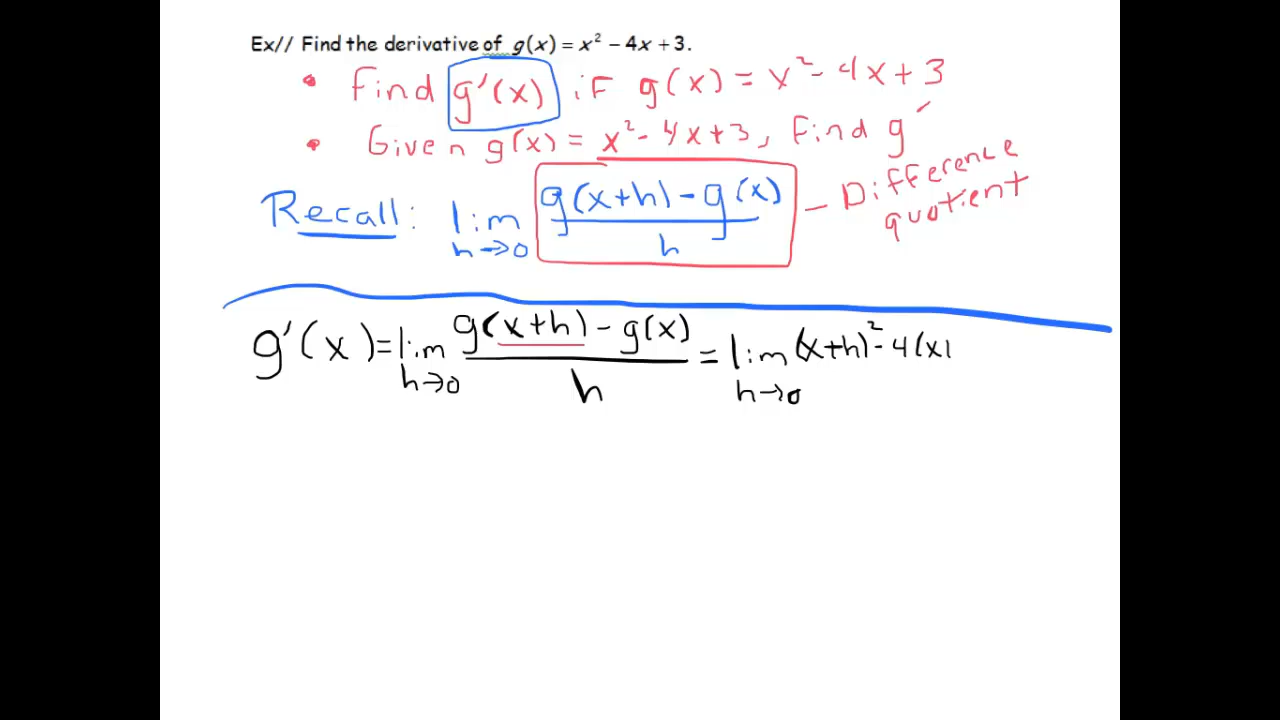 Ex// Find the derivative of g(x) = x² − 4x + 3.
• Find g'(x) if g(x) = x² - 4x + 3
• Given g(x) = x² - 4x + 3, Find g'
Recall: lim h→0 g(x+h) - g(x) / h - Difference quotient
g'(x) = lim h→0 g(x+h) - g(x) / h = lim h→0 (x+h)² - 4(x